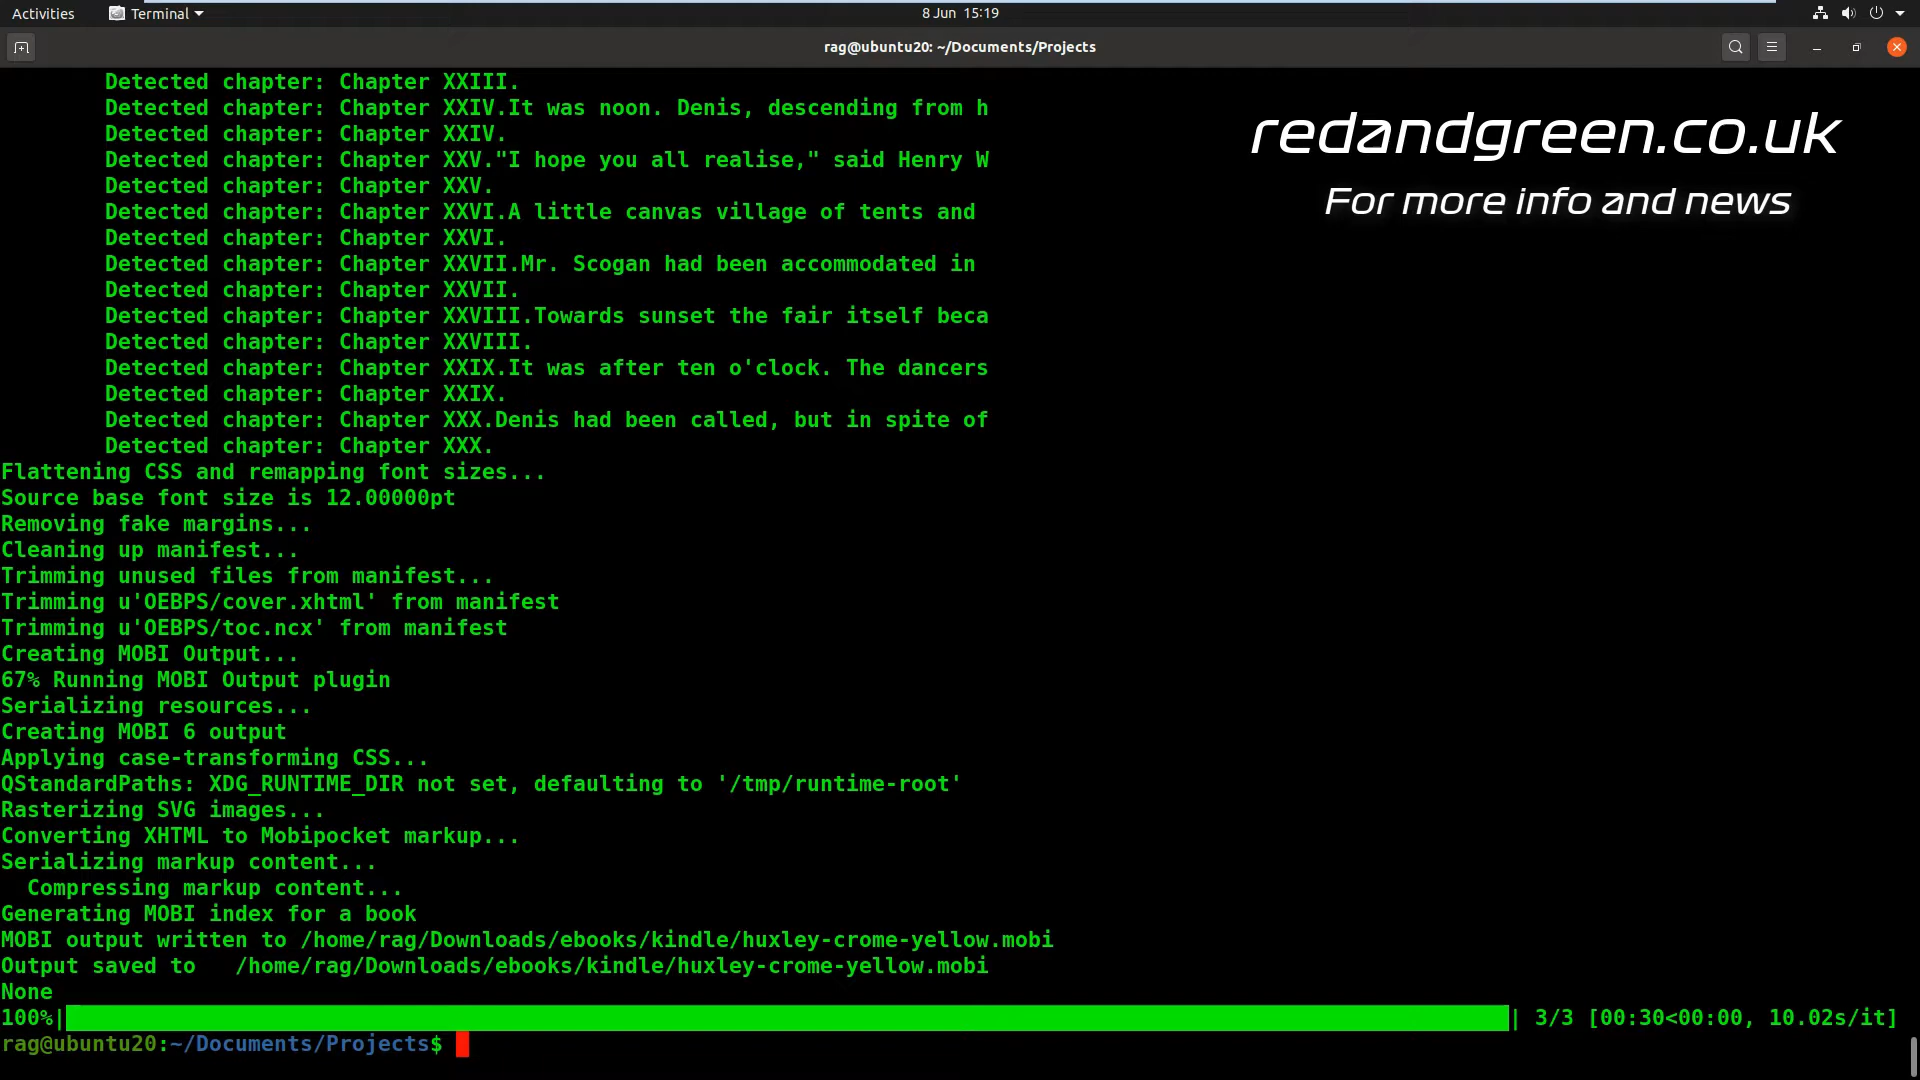 Activities
Terminal
8 Jun 15:19
rag@ubuntu20: ~/Documents/Projects
Detected chapter: Chapter XXIII.
Detected chapter: Chapter XXIV.It was noon. Denis, descending from h
Detected chapter: Chapter XXIV.
Detected chapter: Chapter XXV."I hope you all realise," said Henry W
Detected chapter: Chapter XXV.
Detected chapter: Chapter XXVI.A little canvas village of tents and
Detected chapter: Chapter XXVI.
Detected chapter: Chapter XXVII.Mr. Scogan had been accommodated in
Detected chapter: Chapter XXVII.
Detected chapter: Chapter XXVIII.Towards sunset the fair itself beca
Detected chapter: Chapter XXVIII.
Detected chapter: Chapter XXIX.It was after ten o'clock. The dancers
Detected chapter: Chapter XXIX.
Detected chapter: Chapter XXX.Denis had been called, but in spite of
Detected chapter: Chapter XXX.
Flattening CSS and remapping font sizes...
Source base font size is 12.00000pt
Removing fake margins...
Cleaning up manifest...
Trimming unused files from manifest...
Trimming u'OEBPS/cover.xhtml' from manifest
Trimming u'OEBPS/toc.ncx' from manifest
Creating MOBI Output...
67% Running MOBI Output plugin
Serializing resources...
Creating MOBI 6 output
Applying case-transforming CSS...
QStandardPaths: XDG_RUNTIME_DIR not set, defaulting to '/tmp/runtime-root'
Rasterizing SVG images...
Converting XHTML to Mobipocket markup...
Serializing markup content...
Compressing markup content...
Generating MOBI index for a book
MOBI output written to /home/rag/Downloads/ebooks/kindle/huxley-crome-yellow.mobi
Output saved to   /home/rag/Downloads/ebooks/kindle/huxley-crome-yellow.mobi
None
100%| | 3/3 [00:30<00:00, 10.02s/it]
rag@ubuntu20:~/Documents/Projects$
redandgreen.co.uk
For more info and news